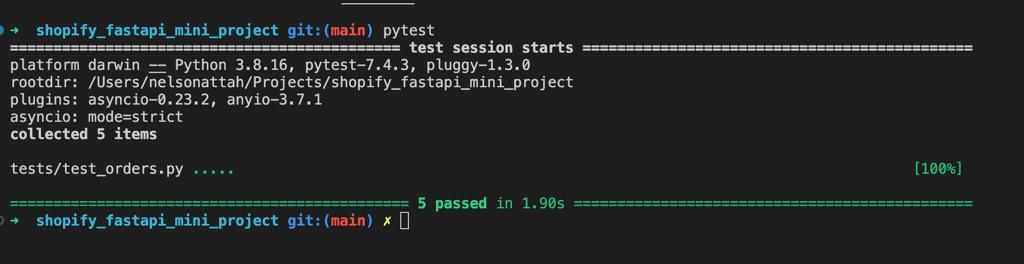 ➜  shopify_fastapi_mini_project git:(main) pytest
============================================ test session starts ============================================
platform darwin -- Python 3.8.16, pytest-7.4.3, pluggy-1.3.0
rootdir: /Users/nelsonattah/Projects/shopify_fastapi_mini_project
plugins: asyncio-0.23.2, anyio-3.7.1
asyncio: mode=strict
collected 5 items

tests/test_orders.py ..... [100%]

============================================= 5 passed in 1.90s =============================================
➜  shopify_fastapi_mini_project git:(main) ✗